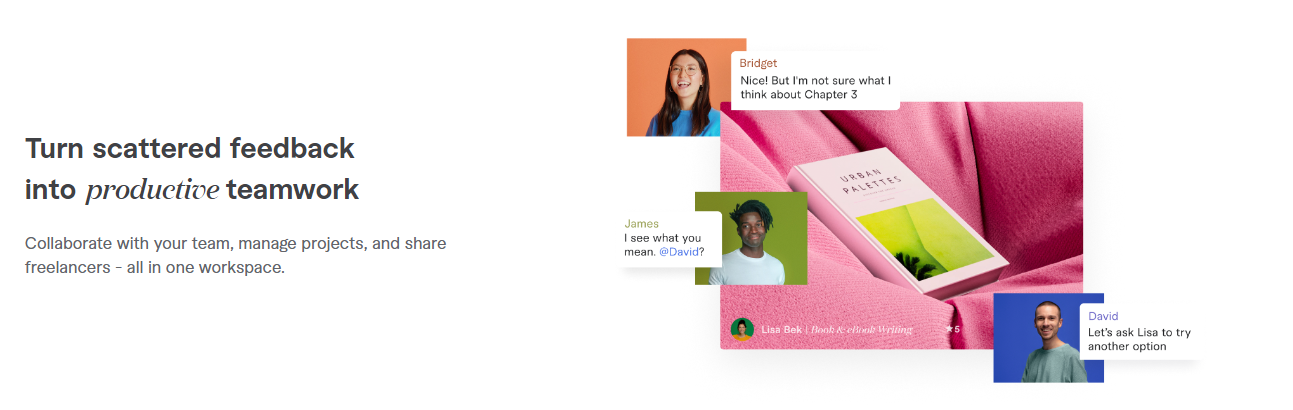 Turn scattered feedback
into productive teamwork
Collaborate with your team, manage projects, and share
freelancers - all in one workspace.
Bridget
Nice! But I'm not sure what I
think about Chapter 3
URBAN
PALETTES
James
I see what you
mean. @David?
Lisa Bek | Book & eBook Writing ★5
David
Let's ask Lisa to try
another option